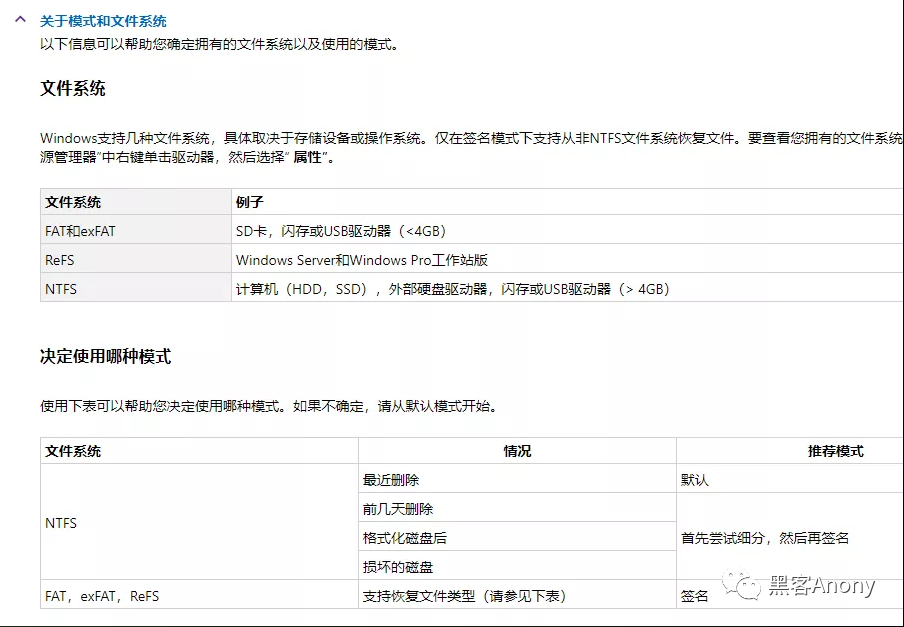 关于模式和文件系统
以下信息可以帮助您确定拥有的文件系统以及使用的模式。
文件系统
Windows支持几种文件系统，具体取决于存储设备或操作系统。仅在签名模式下支持从非NTFS文件系统恢复文件。要查看您拥有的文件系统
源管理器”中右键单击驱动器，然后选择“ 属性”。
文件系统 例子
FAT和exFAT SD卡，闪存或USB驱动器（<4GB）
ReFS Windows Server和Windows Pro工作站版
NTFS 计算机（HDD，SSD），外部硬盘驱动器，闪存或USB驱动器（> 4GB）
决定使用哪种模式
使用下表可以帮助您决定使用哪种模式。如果不确定，请从默认模式开始。
文件系统 情况 推荐模式
最近删除 默认
前几天删除
NTFS
格式化磁盘后 首先尝试细分，然后再签名
损坏的磁盘
FAT，exFAT，ReFS 支持恢复文件类型（请参见下表） 签名
黑客Anony